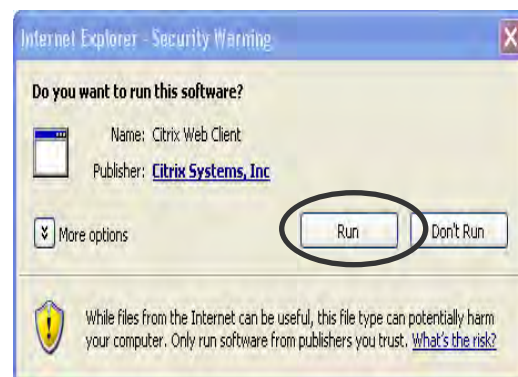 Internet Explorer - Security Warning
Do you want to run this software?
Name: Citrix Web Client
Publisher: Citrix Systems, Inc
More options
Run
Don't Run
While files from the Internet can be useful, this file type can potentially harm
your computer. Only run software from publishers you trust. What's the risk?